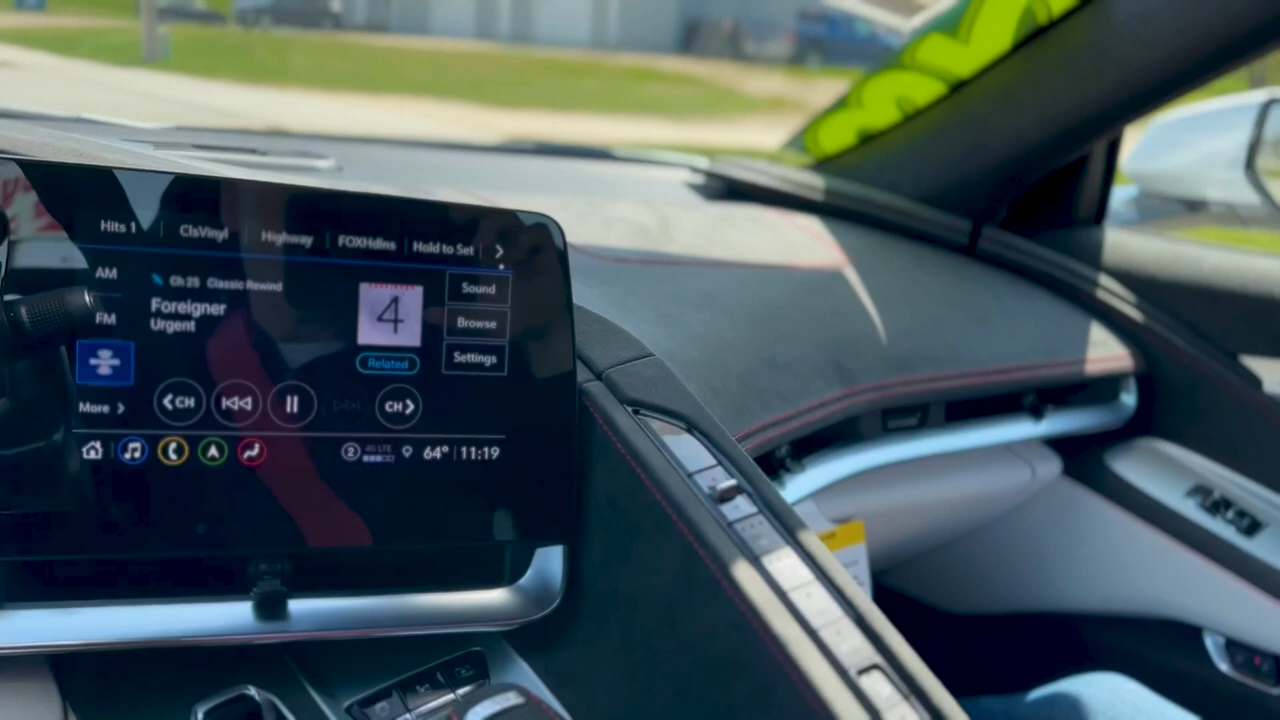 Hits 1
ClsVinyl
Highway
FOXHdlns
Hold to Set
AM
Ch 25 Classic Rewind
Sound
Foreigner
4
FM
Urgent
Browse
Related
Settings
More
CH
CH
2 4G LTE 64° 11:19